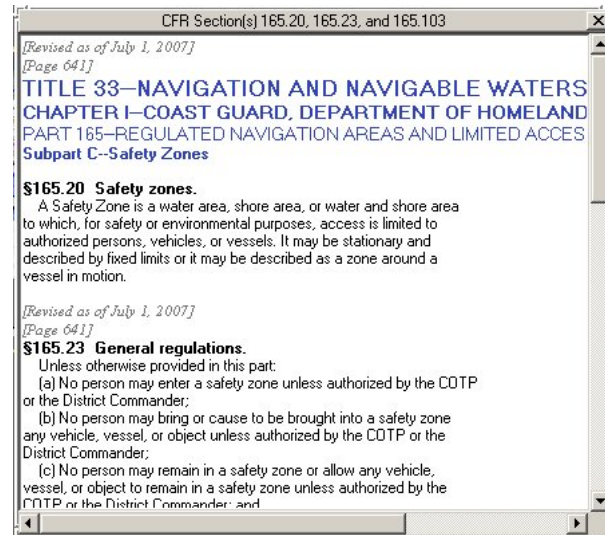 CFR Section(s) 165.20, 165.23, and 165.103
[Revised as of July 1, 2007]
[Page 641]
TITLE 33—NAVIGATION AND NAVIGABLE WATERS
CHAPTER I—COAST GUARD, DEPARTMENT OF HOMELAND
PART 165—REGULATED NAVIGATION AREAS AND LIMITED ACCES
Subpart C--Safety Zones
§165.20 Safety zones.
A Safety Zone is a water area, shore area, or water and shore area
to which, for safety or environmental purposes, access is limited to
authorized persons, vehicles, or vessels. It may be stationary and
described by fixed limits or it may be described as a zone around a
vessel in motion.
[Revised as of July 1, 2007]
[Page 641]
§165.23 General regulations.
Unless otherwise provided in this part:
(a) No person may enter a safety zone unless authorized by the COTP
or the District Commander;
(b) No person may bring or cause to be brought into a safety zone
any vehicle, vessel, or object unless authorized by the COTP or the
District Commander;
(c) No person may remain in a safety zone or allow any vehicle,
vessel, or object to remain in a safety zone unless authorized by the
COTP or the District Commander; and